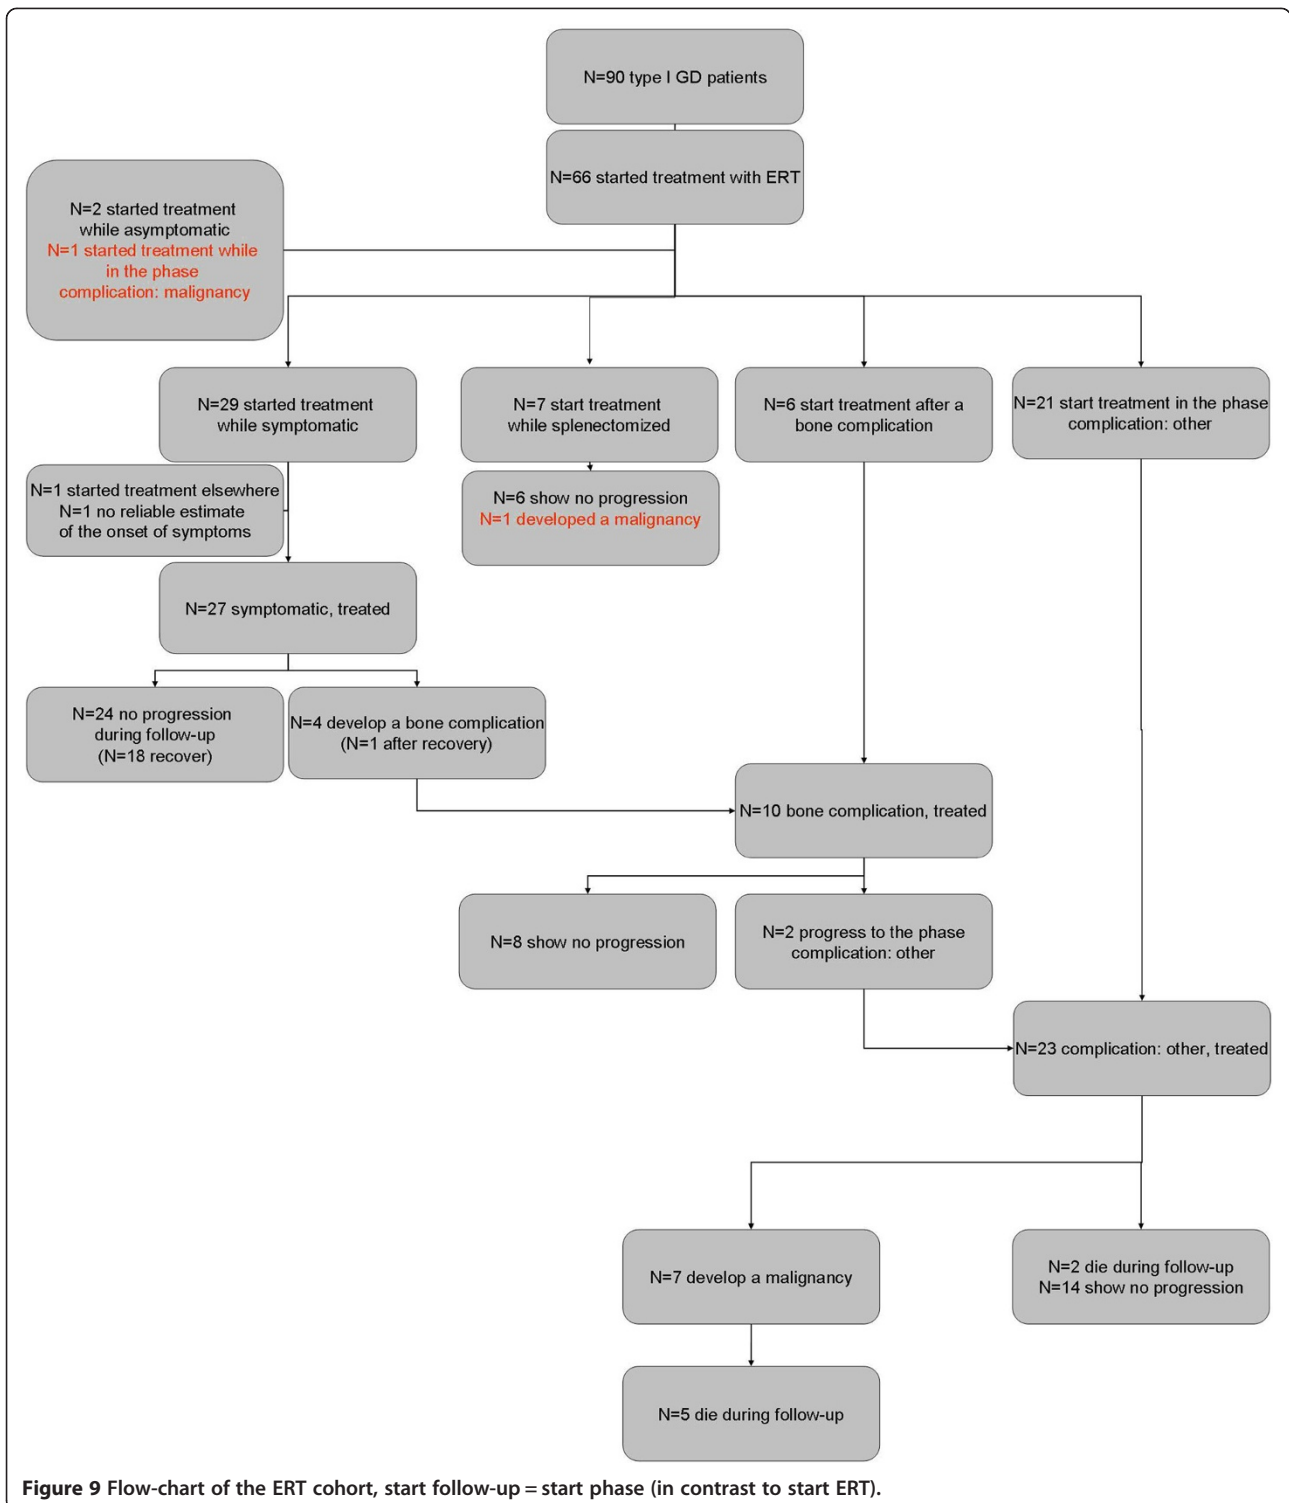 N=90 type I GD patients
N=66 started treatment with ERT
N=2 started treatment
while asymptomatic
N=1 started treatment while
in the phase
complication: malignancy
N=29 started treatment
while symptomatic
N=7 start treatment
while splenectomized
N=6 start treatment after a
bone complication
N=21 start treatment in the phase
complication: other
N=1 started treatment elsewhere
N=1 no reliable estimate
of the onset of symptoms
N=6 show no progression
N=1 developed a malignancy
N=27 symptomatic, treated
N=24 no progression
during follow-up
(N=18 recover)
N=4 develop a bone complication
(N=1 after recovery)
N=10 bone complication, treated
N=8 show no progression
N=2 progress to the phase
complication: other
N=23 complication: other, treated
N=7 develop a malignancy
N=2 die during follow-up
N=14 show no progression
N=5 die during follow-up
Figure 9 Flow-chart of the ERT cohort, start follow-up = start phase (in contrast to start ERT).